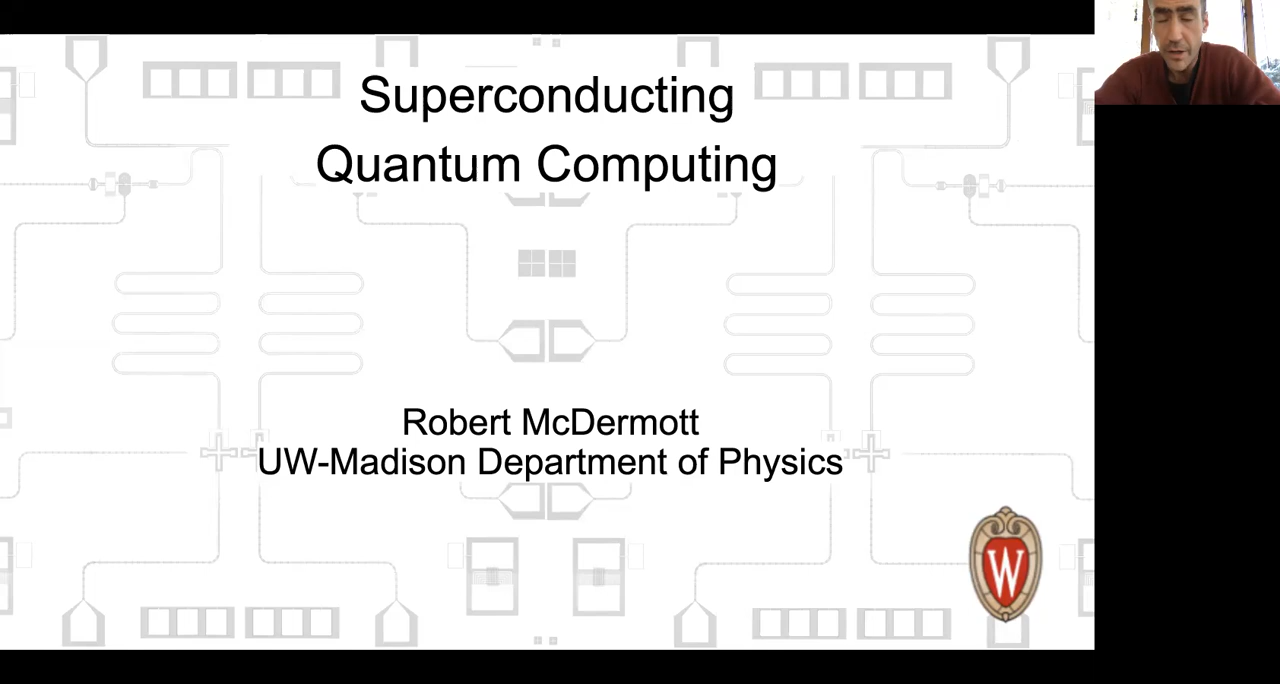 Superconducting
Quantum Computing
Robert McDermott
UW-Madison Department of Physics
W